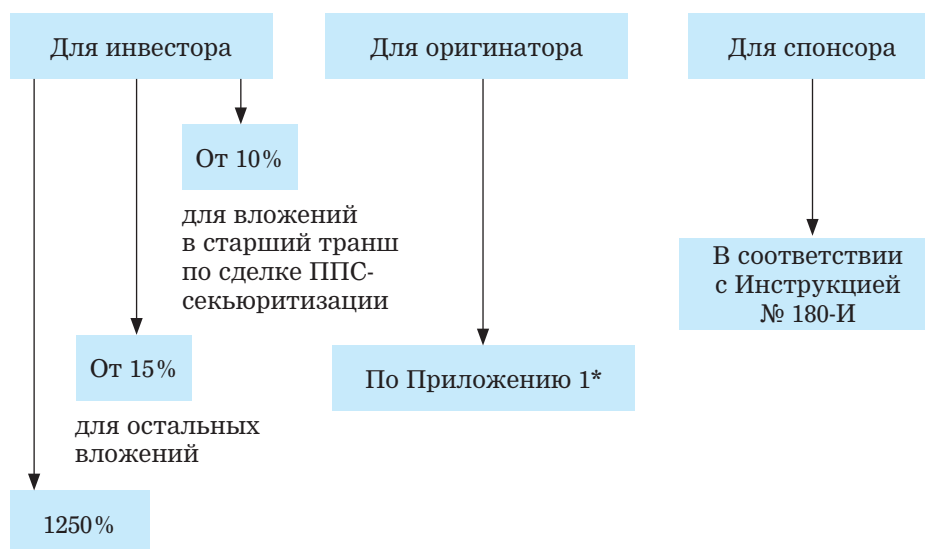 Для инвестора
Для оригинатора
Для спонсора
От 10%
для вложений
в старший транш
по сделке ППС-
секьюритизации
В соответствии
с Инструкцией
№ 180-И
От 15%
для остальных
вложений
По Приложению 1*
1250%